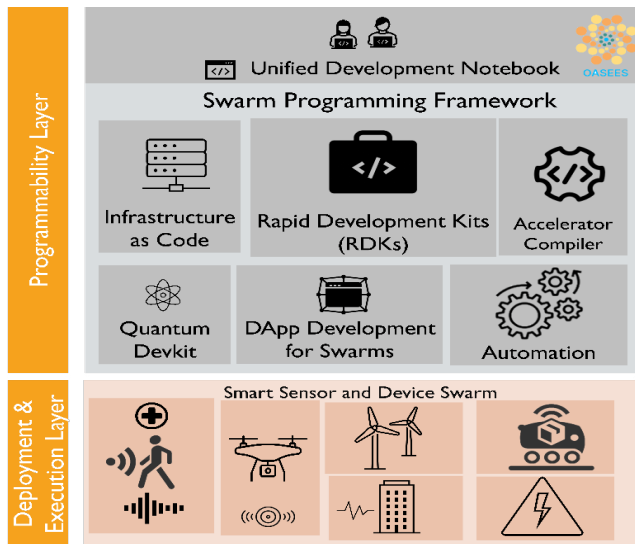 Programmability Layer
</>
Unified Development Notebook
OASEES
Swarm Programming Framework
Infrastructure
as Code
</>
Rapid Development Kits
(RDKs)
</>
Accelerator
Compiler
Quantum
Devkit
DApp Development
for Swarms
Automation
Deployment &
Execution Layer
Smart Sensor and Device Swarm